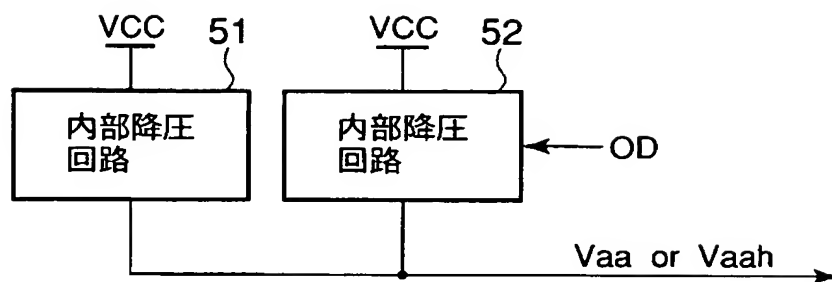 VCC 51
VCC 52
内部降圧
回路
内部降圧
回路
OD
Vaa or Vaah